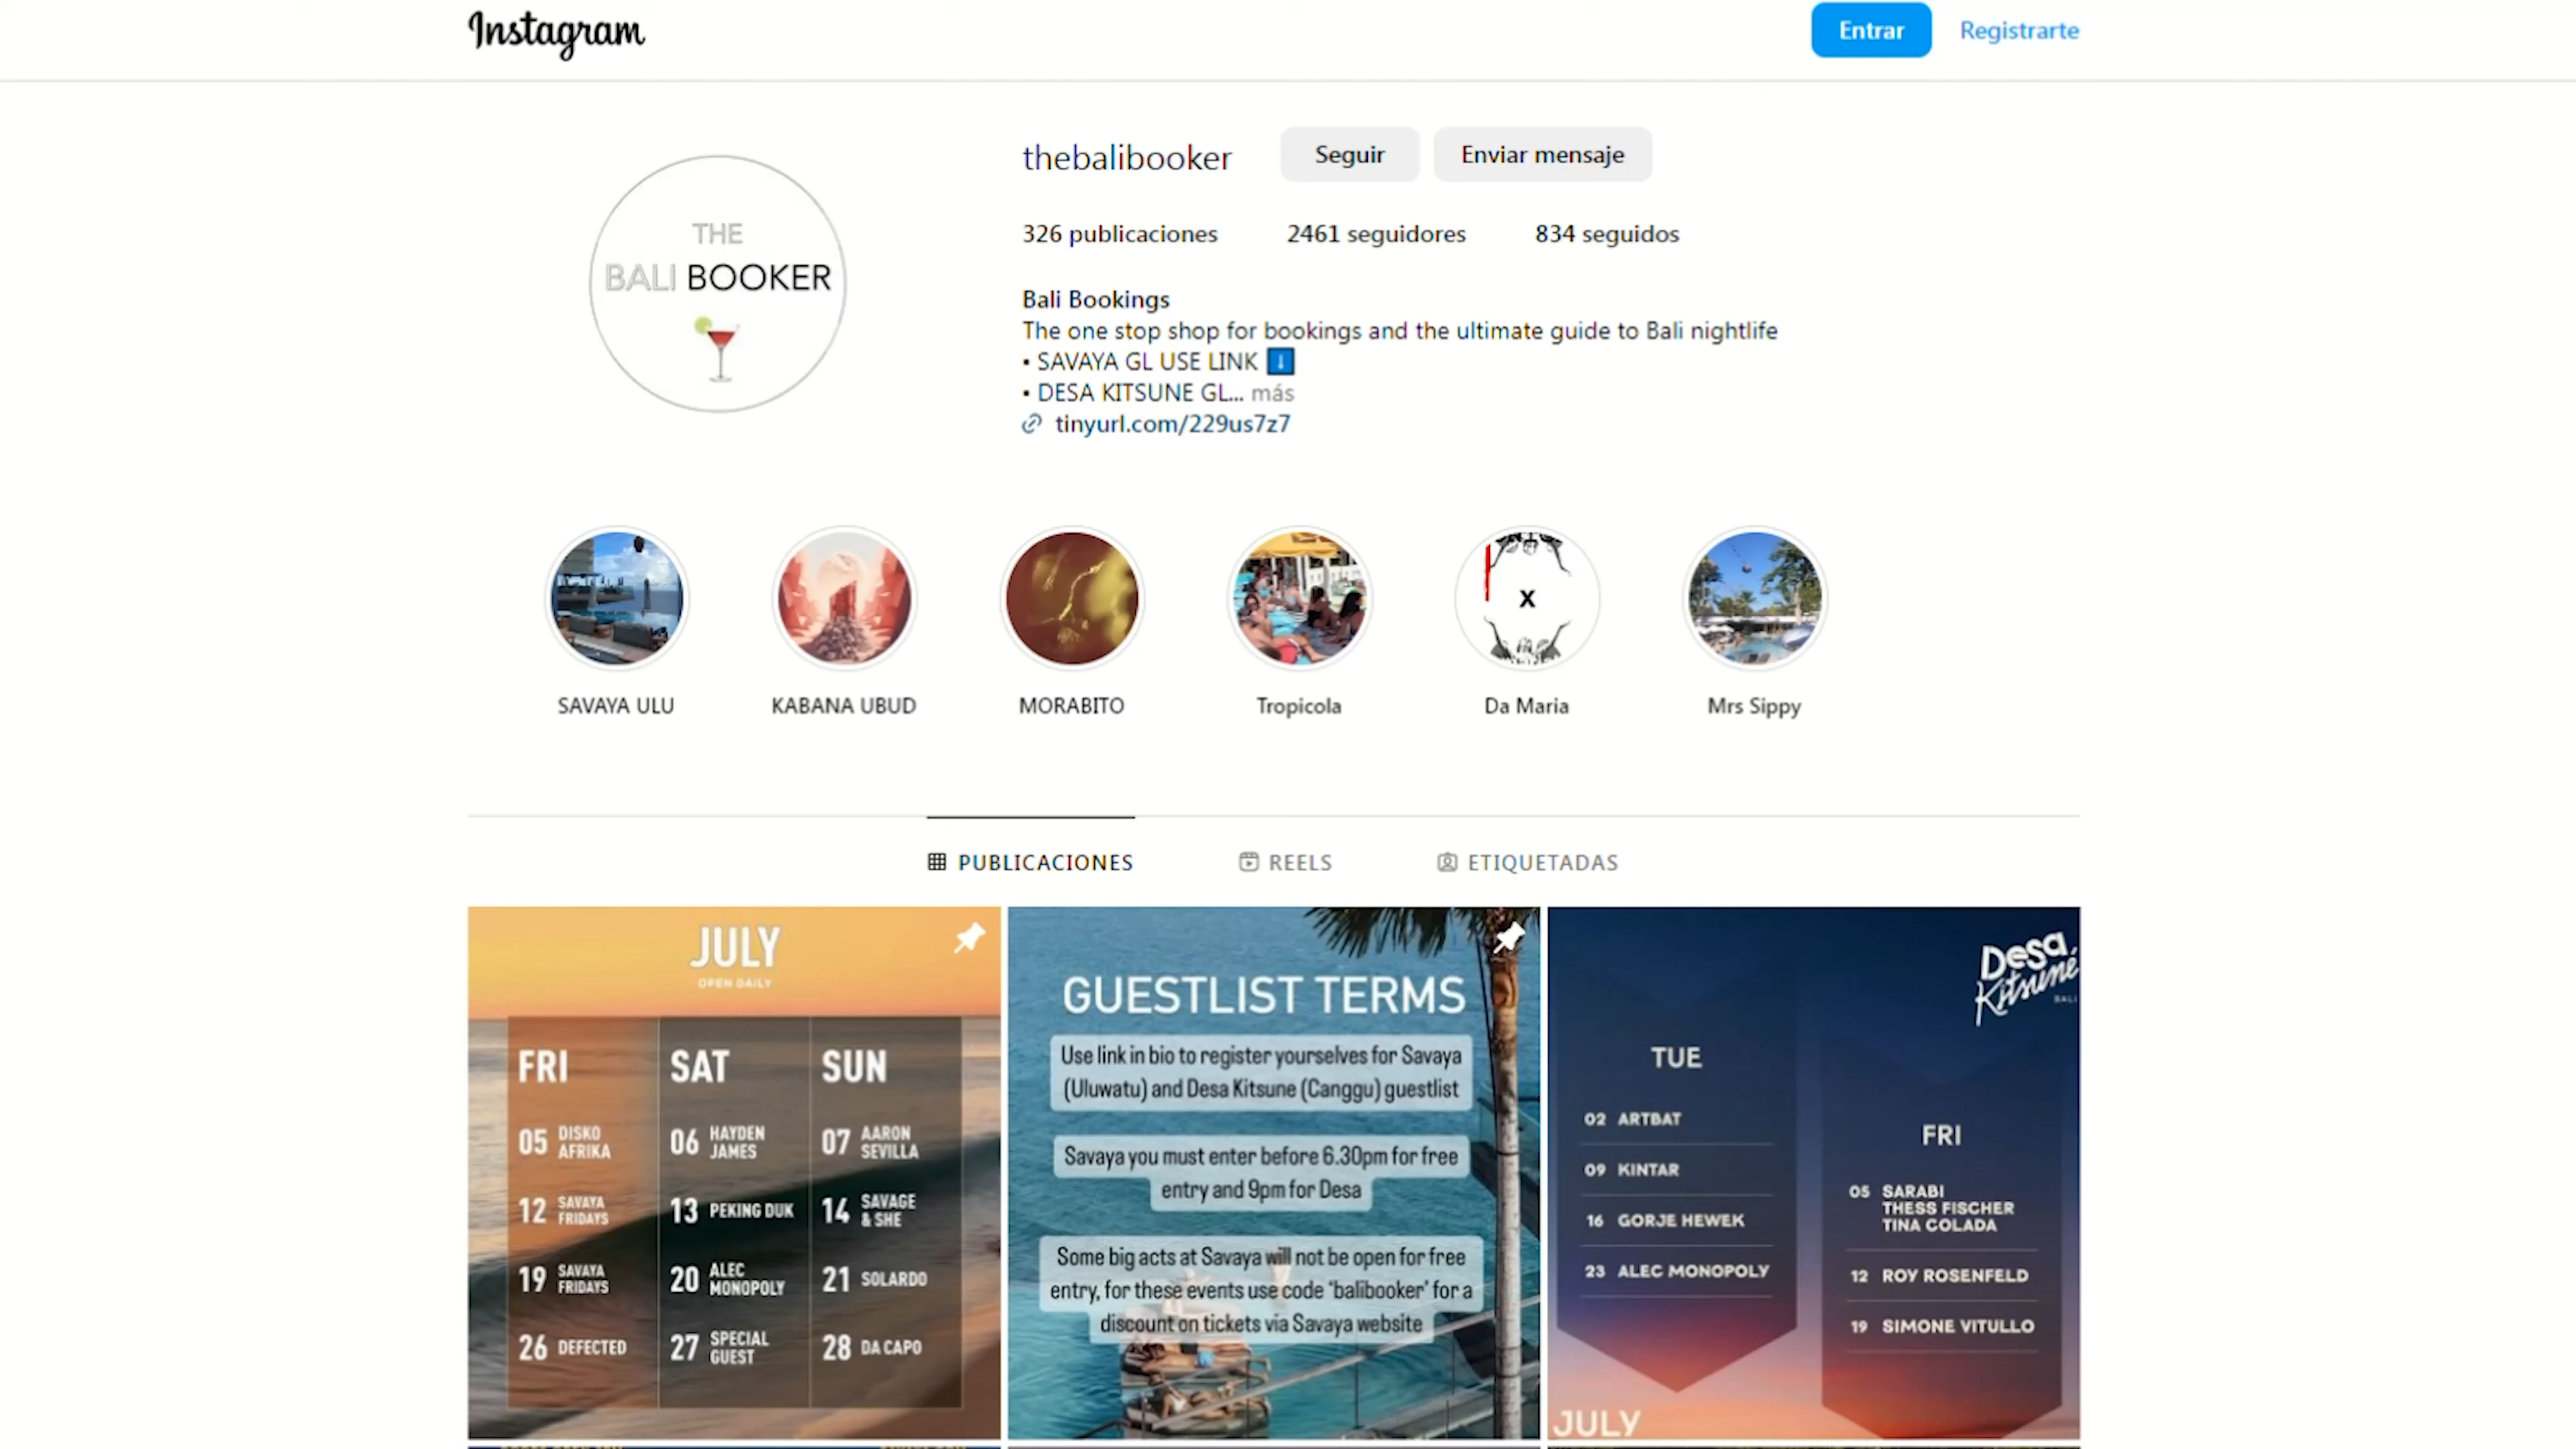 Instagram
Entrar
Registrarte
thebalibooker
Seguir
Enviar mensaje
326 publicaciones
2461 seguidores
834 seguidos
THE
BALI BOOKER
Bali Bookings
The one stop shop for bookings and the ultimate guide to Bali nightlife
• SAVAYA GL USE LINK ⬇
• DESA KITSUNE GL... más
tinyurl.com/229us7z7
SAVAYA ULU
KABANA UBUD
MORABITO
Tropicola
X
Da Maria
Mrs Sippy
PUBLICACIONES
REELS
ETIQUETADAS
JULY
OPEN DAILY
FRI
05 DISKO
AFRIKA
12 SAVAYA
FRIDAYS
19 SAVAYA
FRIDAYS
26 DEFECTED
SAT
06 HAYDEN
JAMES
13 PEKING DUK
20 ALEC
MONOPOLY
27 SPECIAL
GUEST
SUN
07 AARON
SEVILLA
14 SAVAGE
& SHE
21 SOLARDO
28 DA CAPO
GUESTLIST TERMS
Use link in bio to register yourselves for Savaya
(Uluwatu) and Desa Kitsune (Canggu) guestlist
Savaya you must enter before 6.30pm for free
entry and 9pm for Desa
Some big acts at Savaya will not be open for free
entry, for these events use code 'balibooker' for a
discount on tickets via Savaya website
Desa
Kitsuné
BALI
TUE
02 ARTBAT
09 KINTAR
16 GORJE HEWEK
23 ALEC MONOPOLY
FRI
05 SARABI
THESS FISCHER
TINA COLADA
12 ROY ROSENFELD
19 SIMONE VITULLO
JULY